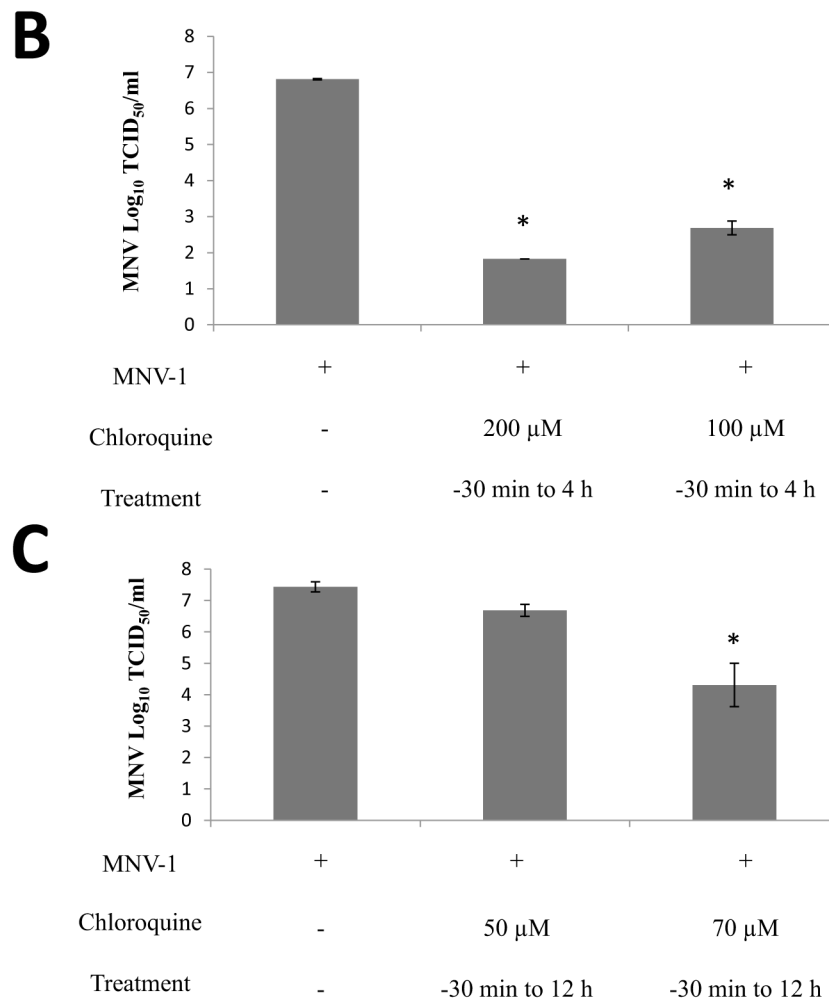 B
MNV Log10 TCID50/ml
8
7
6
5
4
3
2
1
0
*
*
MNV-1 + + +
Chloroquine - 200 µM 100 µM
Treatment - -30 min to 4 h -30 min to 4 h
C
MNV Log10 TCID50/ml
8
7
6
5
4
3
2
1
0
*
MNV-1 + + +
Chloroquine - 50 µM 70 µM
Treatment - -30 min to 12 h -30 min to 12 h